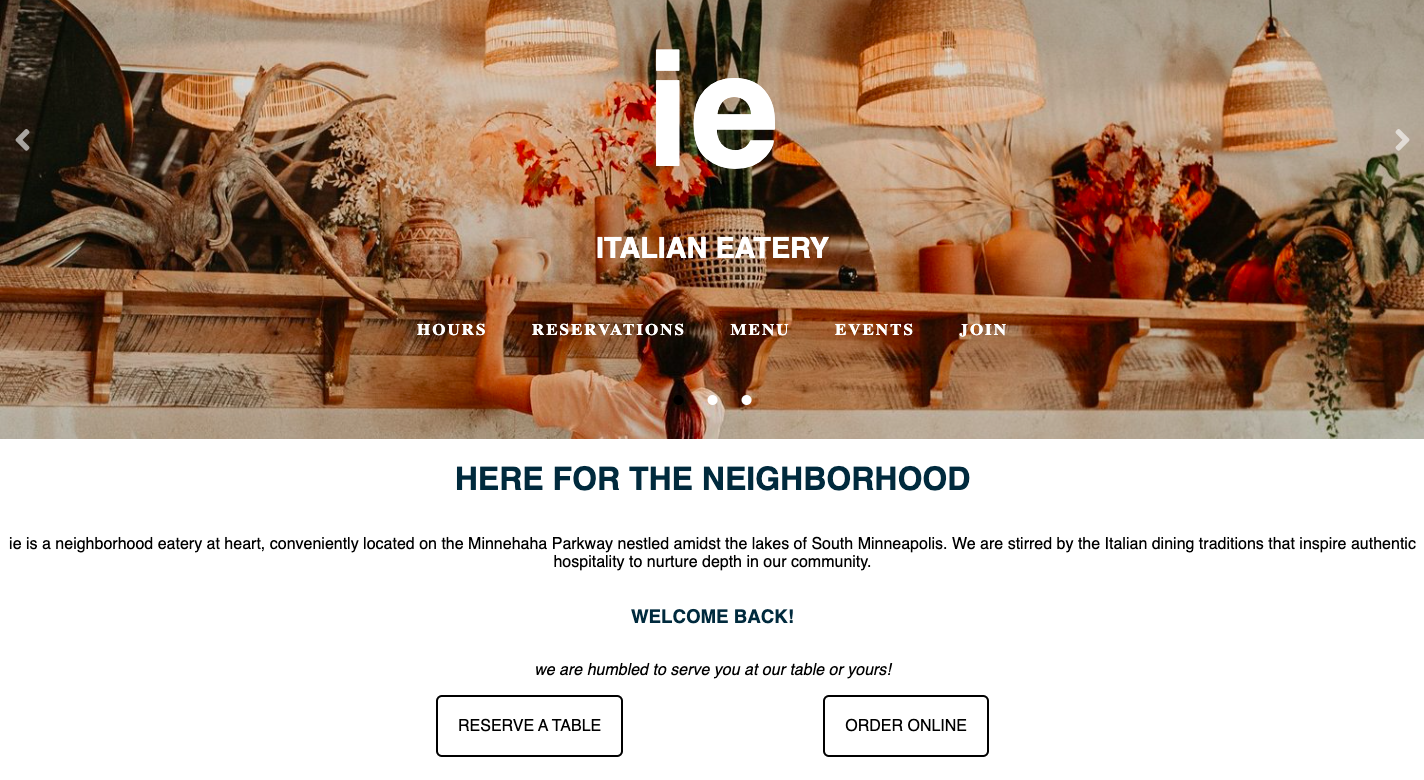 ie
ITALIAN EATERY
HOURS RESERVATIONS MENU EVENTS JOIN
HERE FOR THE NEIGHBORHOOD
ie is a neighborhood eatery at heart, conveniently located on the Minnehaha Parkway nestled amidst the lakes of South Minneapolis. We are stirred by the Italian dining traditions that inspire authentic
hospitality to nurture depth in our community.
WELCOME BACK!
we are humbled to serve you at our table or yours!
RESERVE A TABLE ORDER ONLINE